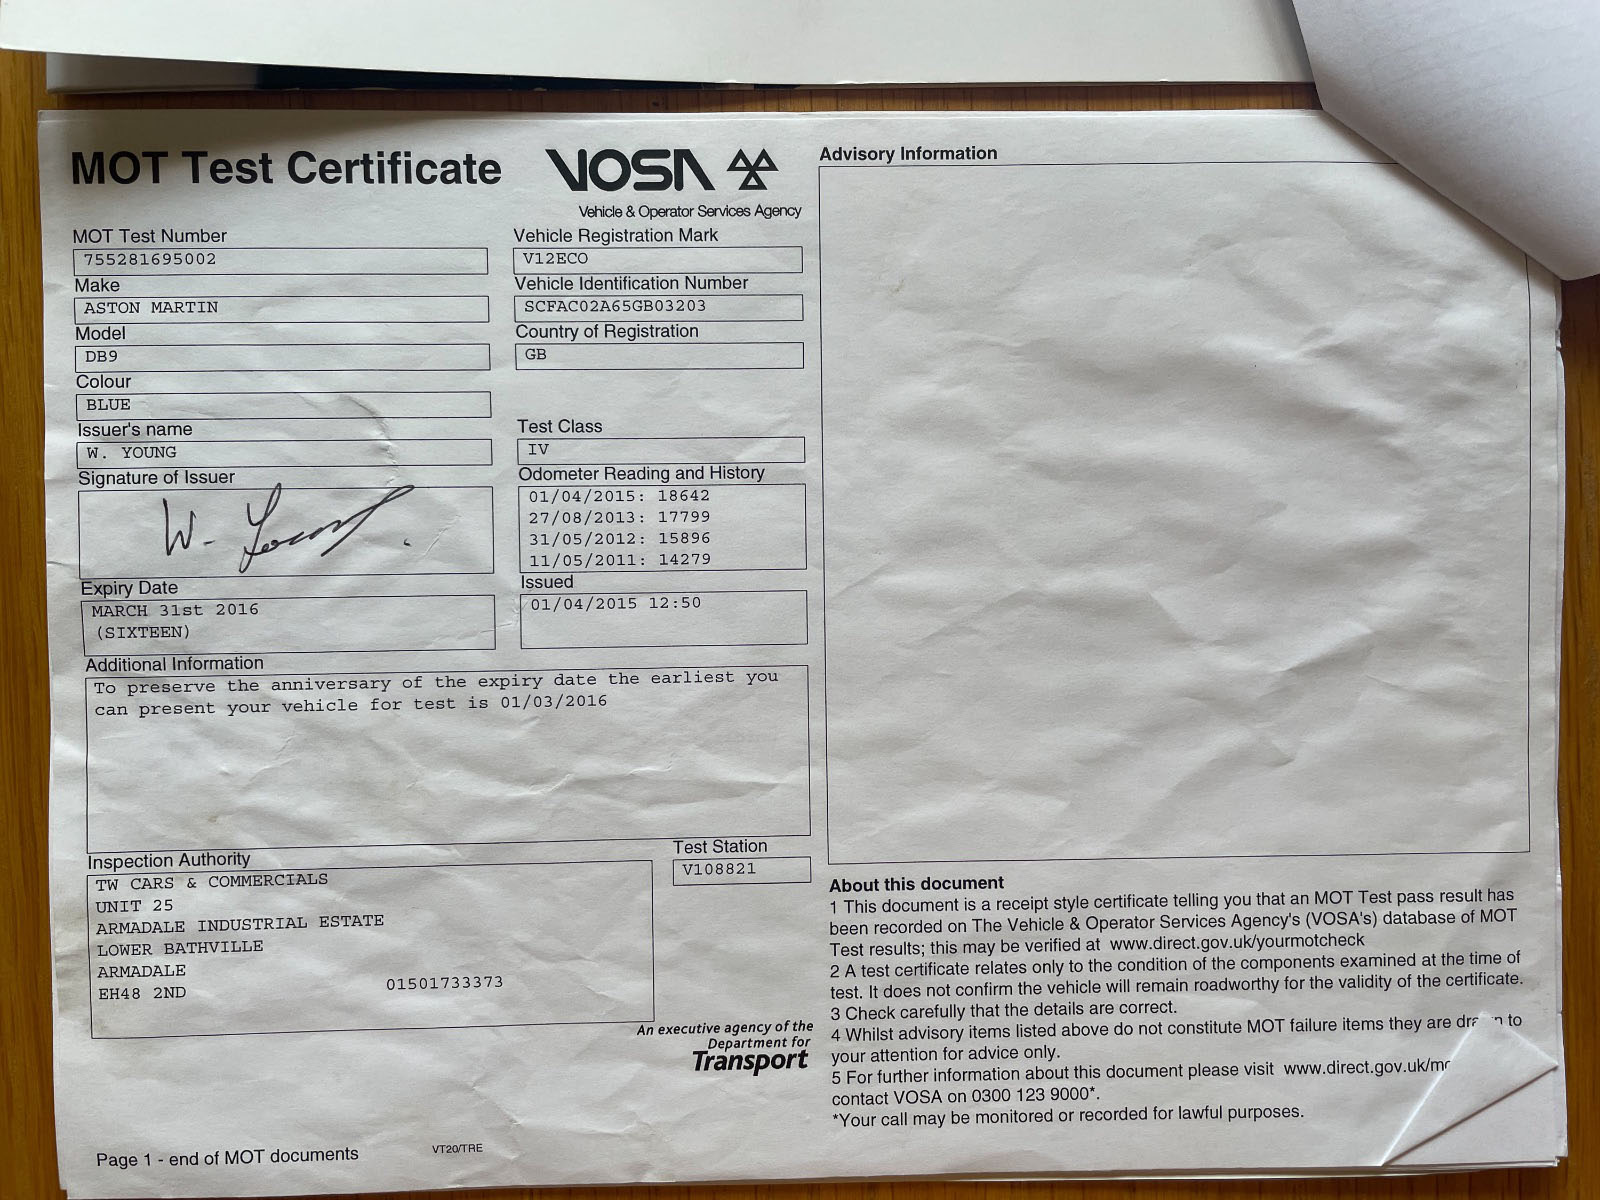 MOT Test Certificate
VOSA
Vehicle & Operator Services Agency
MOT Test Number
755281695002
Vehicle Registration Mark
V12ECO
Make
ASTON MARTIN
Vehicle Identification Number
SCFAC02A65GB03203
Model
DB9
Country of Registration
GB
Colour
BLUE
Issuer's name
W. YOUNG
Test Class
IV
Signature of Issuer
W. Young
Odometer Reading and History
01/04/2015: 18642
27/08/2013: 17799
31/05/2012: 15896
11/05/2011: 14279
Expiry Date
MARCH 31st 2016
(SIXTEEN)
Issued
01/04/2015 12:50
Additional Information
To preserve the anniversary of the expiry date the earliest you
can present your vehicle for test is 01/03/2016
Inspection Authority
TW CARS & COMMERCIALS
UNIT 25
ARMADALE INDUSTRIAL ESTATE
LOWER BATHVILLE
ARMADALE
EH48 2ND 01501733373
Test Station
V108821
An executive agency of the
Department for
Transport
Page 1 - end of MOT documents
VT20/TRE
Advisory Information
About this document
1 This document is a receipt style certificate telling you that an MOT Test pass result has
been recorded on The Vehicle & Operator Services Agency's (VOSA's) database of MOT
Test results; this may be verified at www.direct.gov.uk/yourmotcheck
2 A test certificate relates only to the condition of the components examined at the time of
test. It does not confirm the vehicle will remain roadworthy for the validity of the certificate.
3 Check carefully that the details are correct.
4 Whilst advisory items listed above do not constitute MOT failure items they are drawn to
your attention for advice only.
5 For further information about this document please visit www.direct.gov.uk/mo
contact VOSA on 0300 123 9000*.
*Your call may be monitored or recorded for lawful purposes.